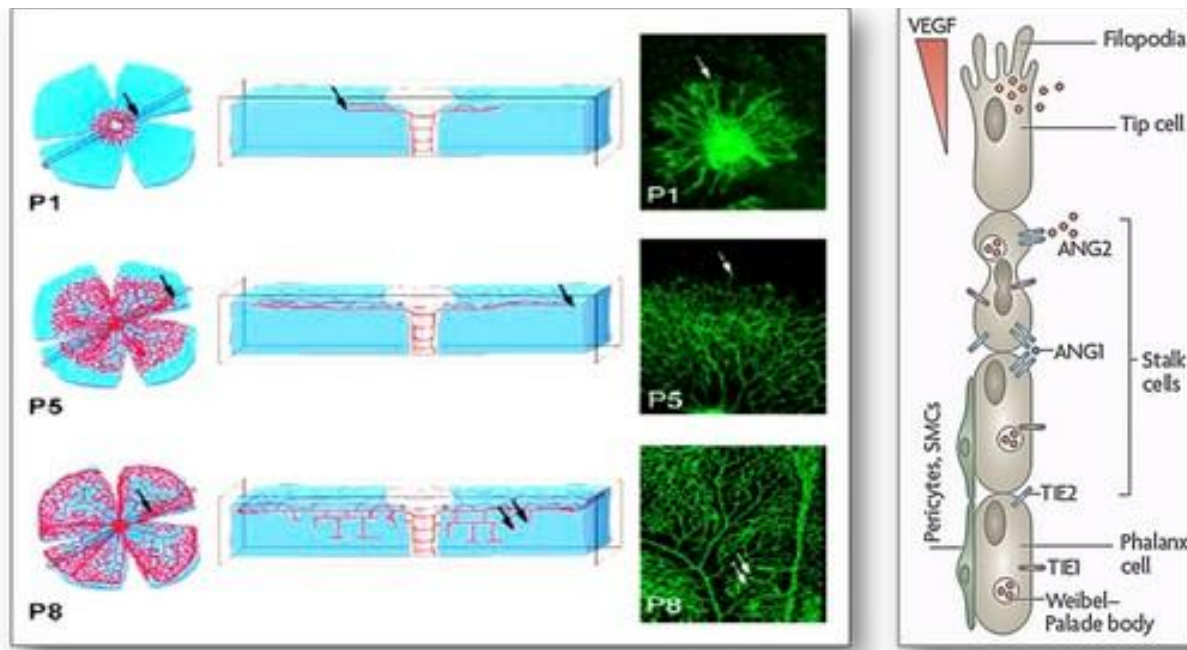 P1
P1
P5
P5
P8
P8
VEGF
Filopodia
Tip cell
ANG2
ANG1
Stalk
cells
Pericytes, SMCs
TIE2
Phalanx
cell
TIE1
Weibel–
Palade body